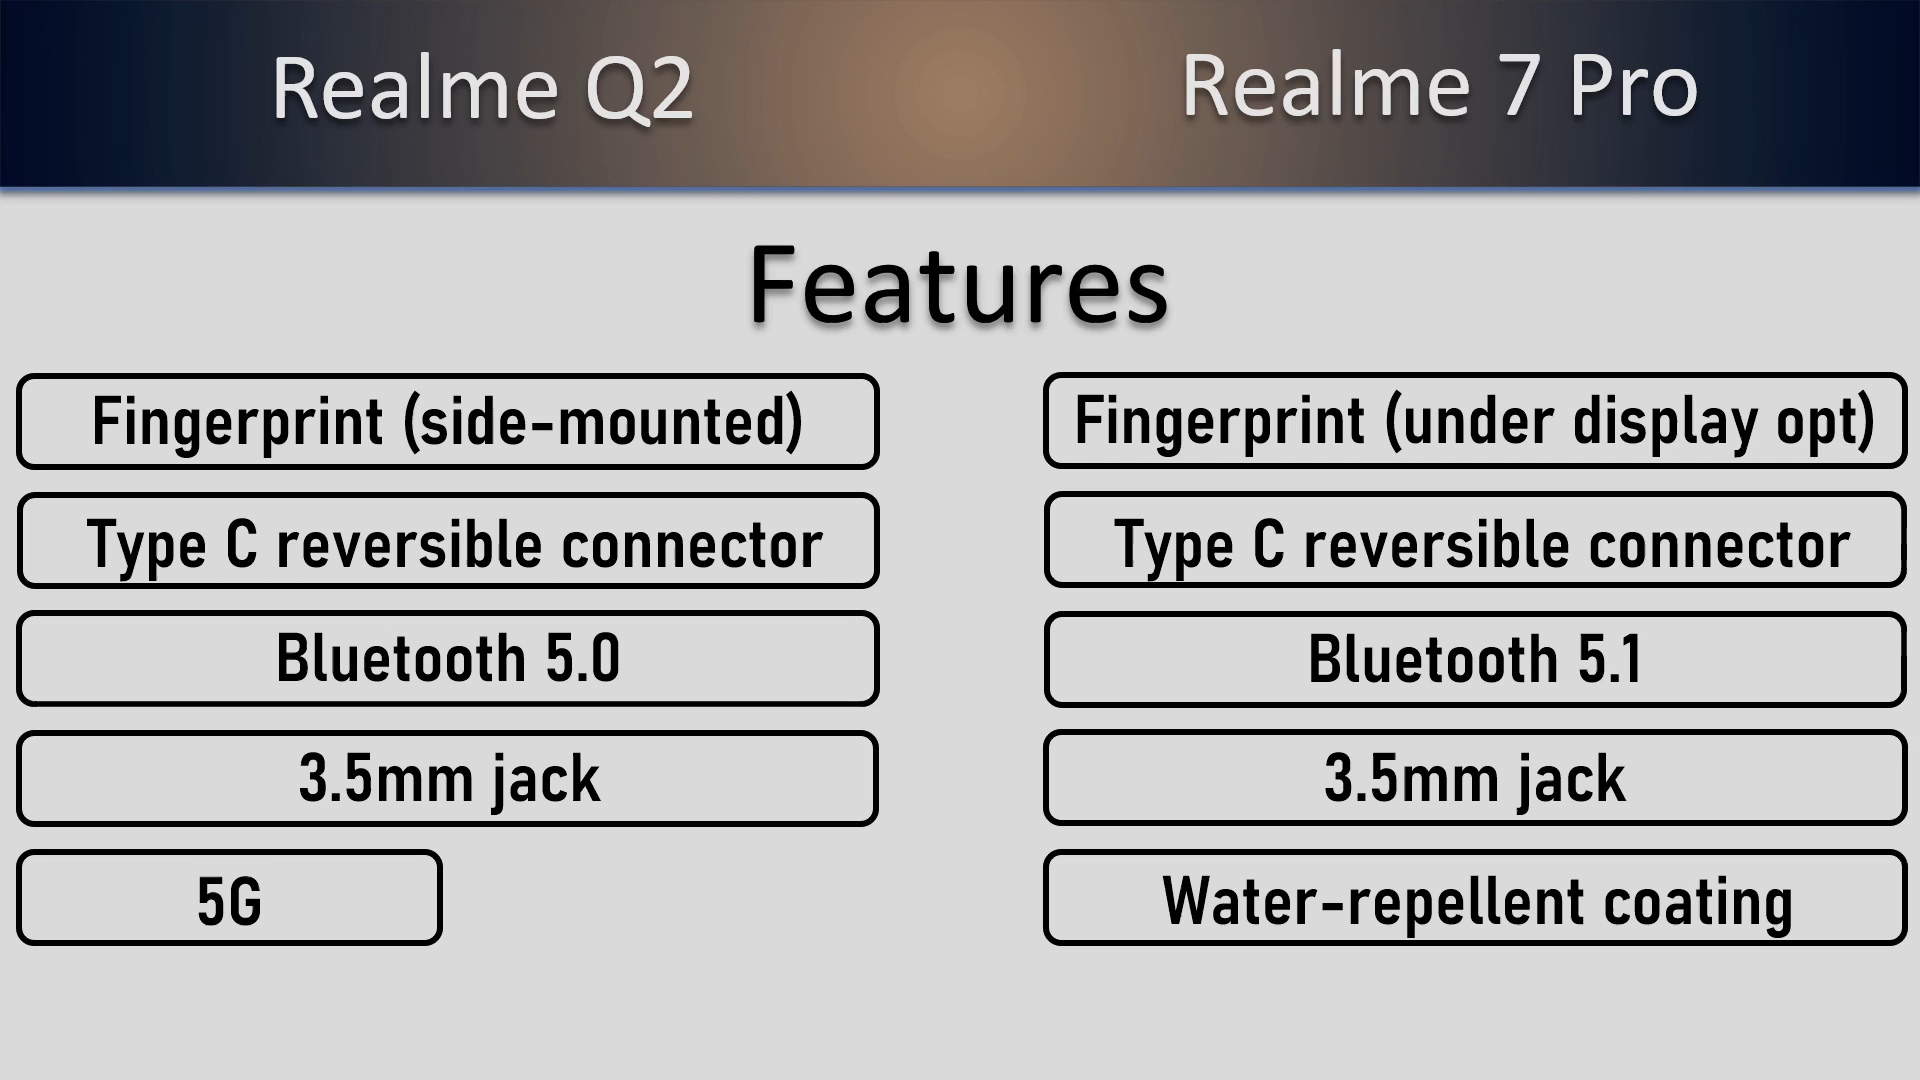 Realme Q2
Realme 7 Pro
Features
Fingerprint (side-mounted)
Fingerprint (under display opt)
Type C reversible connector
Type C reversible connector
Bluetooth 5.0
Bluetooth 5.1
3.5mm jack
3.5mm jack
5G
Water-repellent coating